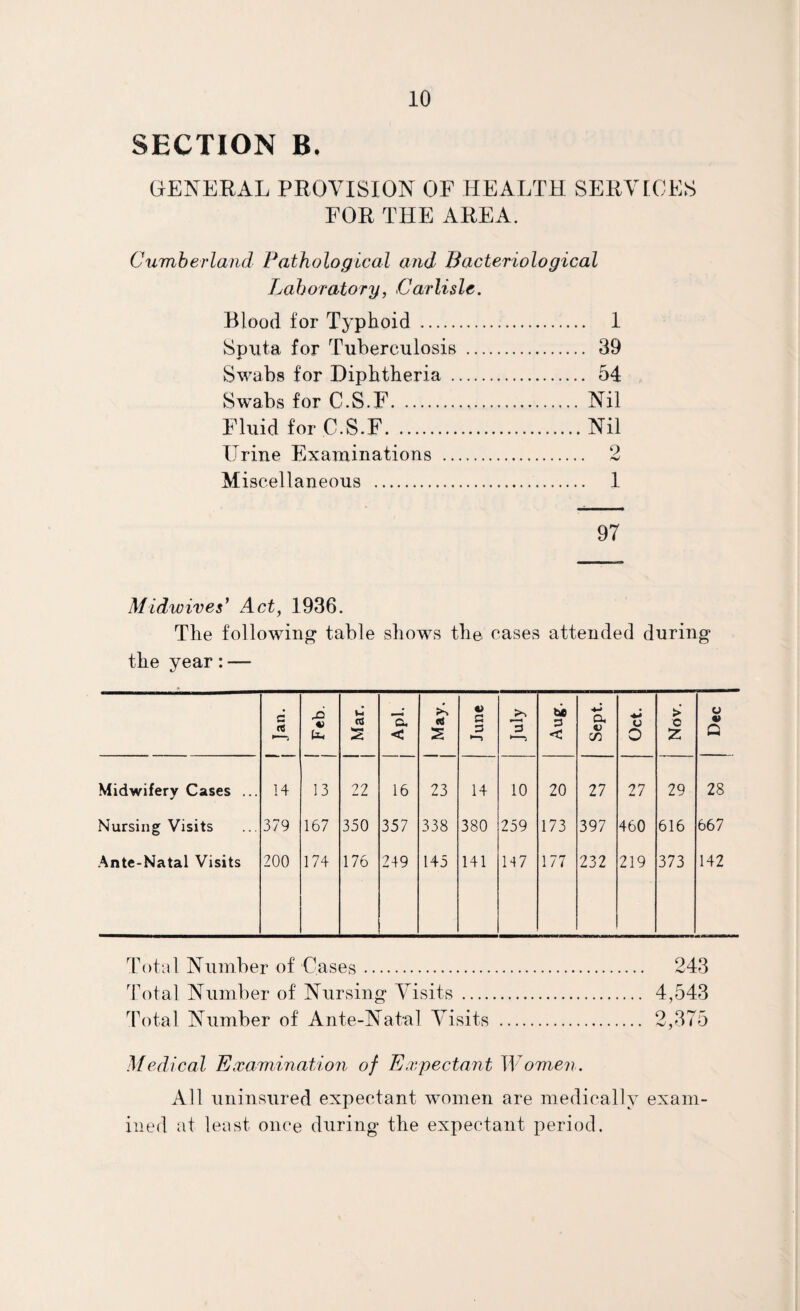 10
SECTION B.
GENERAL PROVISION OF HEALTH SERVICES
FOR THE AREA.
Cumberland Pathological and Bacteriological
Laboratory, Carlisle.
Blood for Typhoid ........................ 1
Sputa for Tuberculosis ................. 39
Swabs for Diphtheria ................... 54
Swabs for C.S.F. ......................... Nil
Fluid for C.S.F. ......................... Nil
Urine Examinations ..................... 2
Miscellaneous ............................. 1
97
Midwives' Act, 1936.
The following table shows the cases attended during
the year : —
Jan. Feb. Mar. Apl. May. June July Aug. Sept. Oct. Nov. Dec
Midwifery Cases ... 14 13 22 16 23 14 10 20 27 27 29 28
Nursing Visits ... 379 167 350 357 338 380 259 173 397 460 616 667
Ante-Natal Visits 200 174 176 249 145 141 147 177 232 219 373 142
Total Number of Cases .................................. 243
Total Number of Nursing Visits ...................... 4,543
Total Number of Ante-Natal Visits .................. 2,375
Medical Examination of Expectant Women.
All uninsured expectant women are medically exam-
ined at least once during the expectant period.